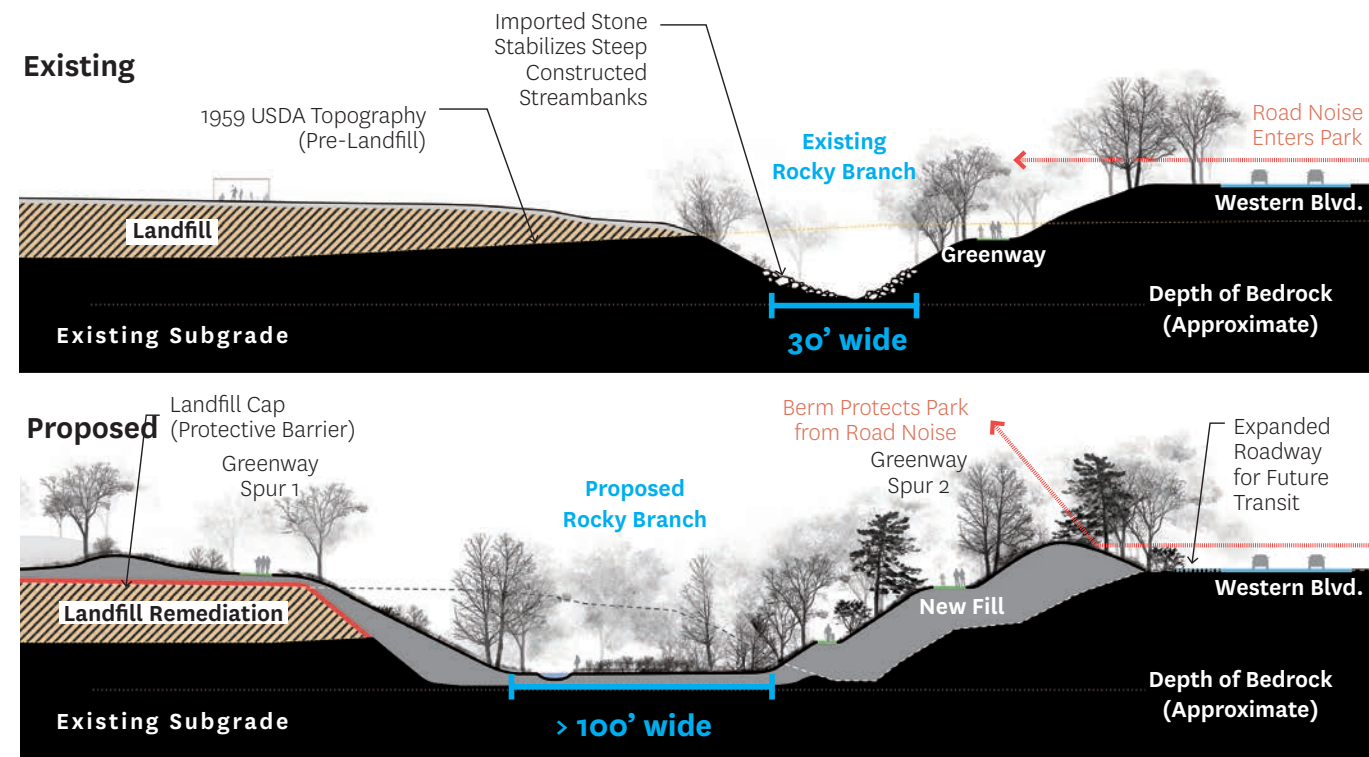 Existing
Imported Stone
Stabilizes Steep
Constructed
Streambanks
1959 USDA Topography
(Pre-Landfill)
Existing
Rocky Branch
Road Noise
Enters Park
Landfill
Western Blvd.
Greenway
Depth of Bedrock
(Approximate)
Existing Subgrade
30’ wide
Proposed
Landfill Cap
(Protective Barrier)
Greenway
Spur 1
Proposed
Rocky Branch
Berm Protects Park
from Road Noise
Greenway
Spur 2
Expanded
Roadway
for Future
Transit
Landfill Remediation
New Fill
Western Blvd.
Depth of Bedrock
(Approximate)
Existing Subgrade
> 100’ wide